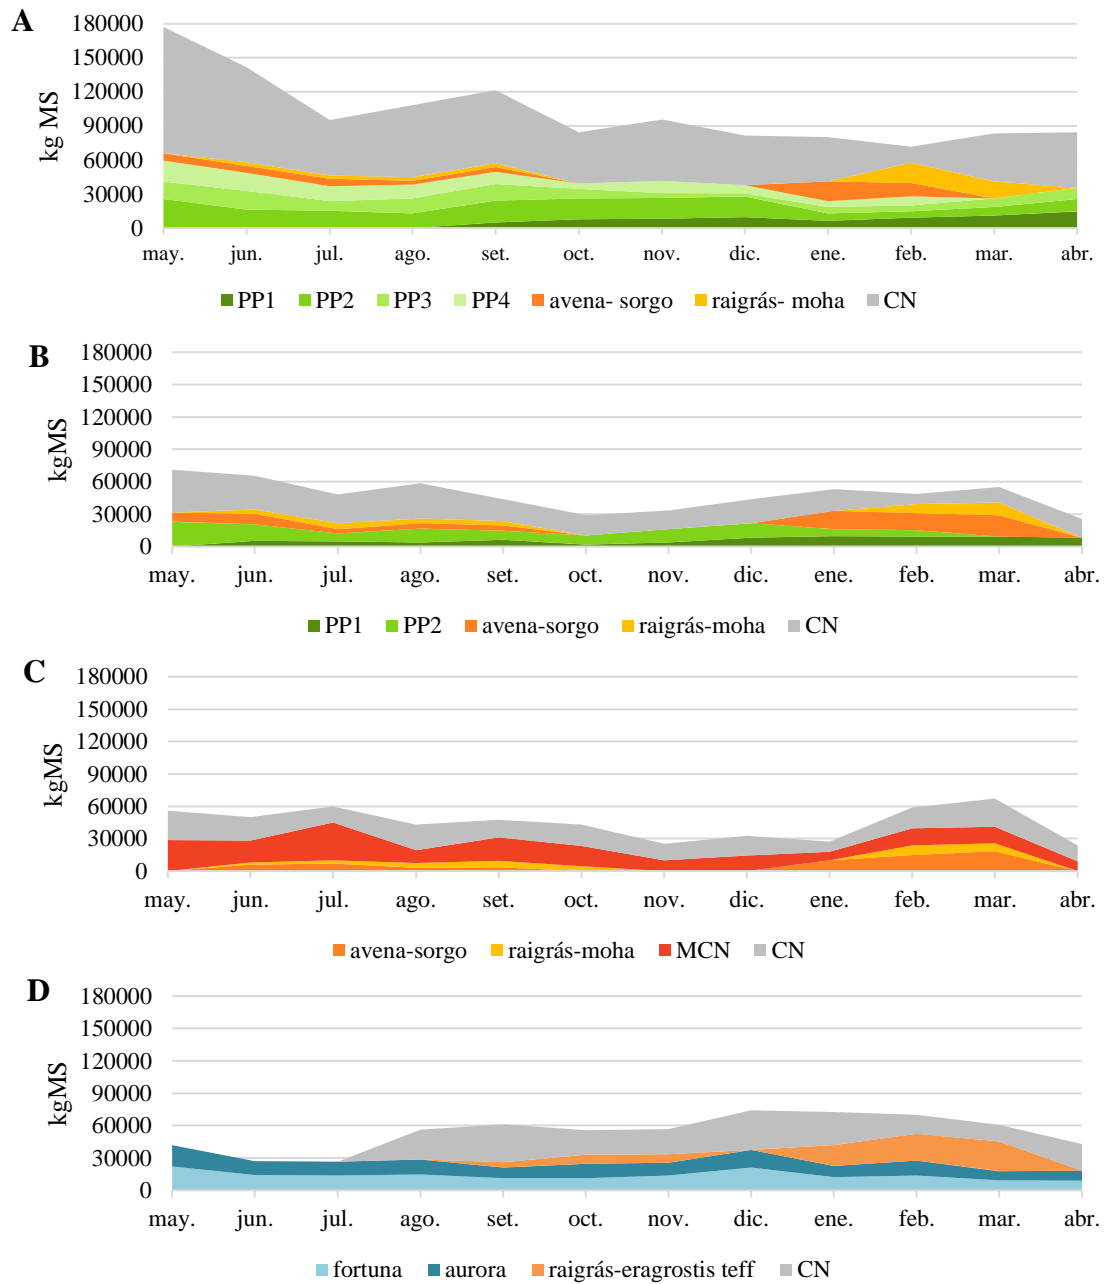 A
180000
150000
120000
90000
60000
30000
0
kg MS
may. jun. jul. ago. set. oct. nov. dic. ene. feb. mar. abr.
PP1 PP2 PP3 PP4 avena- sorgo raigrás- moha CN
B
180000
150000
120000
90000
60000
30000
0
kgMS
may. jun. jul. ago. set. oct. nov. dic. ene. feb. mar. abr.
PP1 PP2 avena-sorgo raigrás-moha CN
C
180000
150000
120000
90000
60000
30000
0
kgMS
may. jun. jul. ago. set. oct. nov. dic. ene. feb. mar. abr.
avena-sorgo raigrás-moha MCN CN
D
180000
150000
120000
90000
60000
30000
0
kgMS
may. jun. jul. ago. set. oct. nov. dic. ene. feb. mar. abr.
fortuna aurora raigrás-eragrostis teff CN